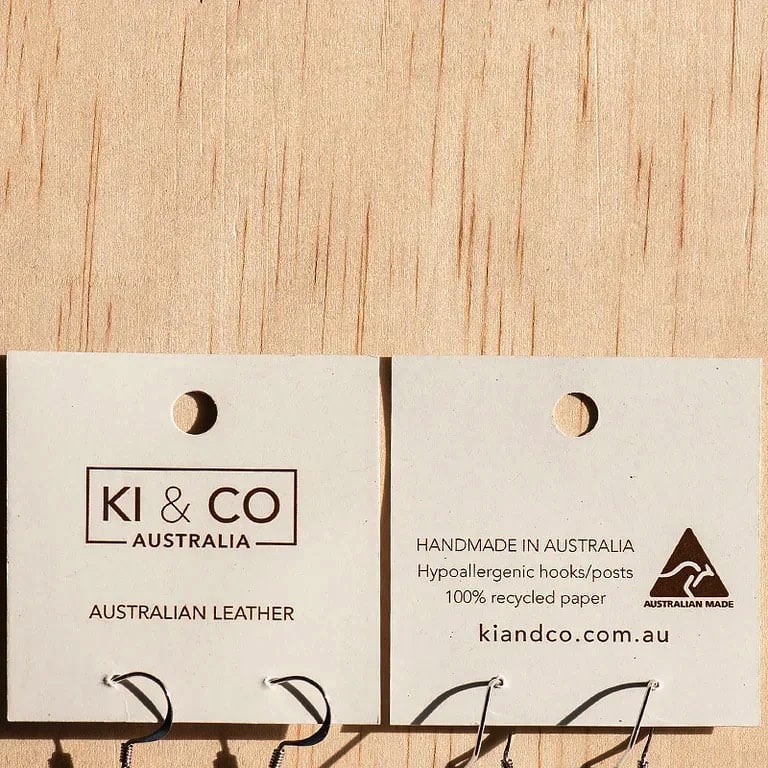 KI & CO
AUSTRALIA
AUSTRALIAN LEATHER
HANDMADE IN AUSTRALIA
Hypoallergenic hooks/posts
100% recycled paper
AUSTRALIAN MADE
kiandco.com.au